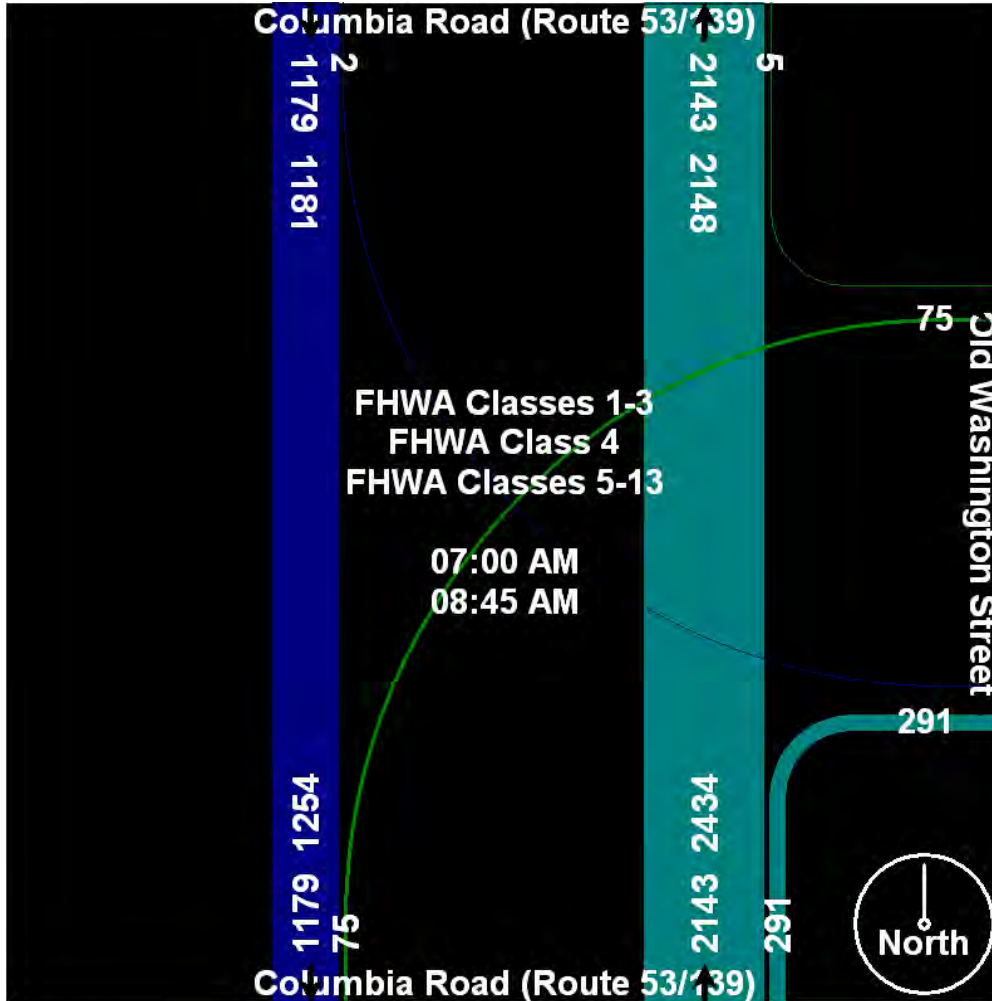 Columbia Road (Route 53/139)
1179 1181
2
2143 2148
5
75
Old Washington Street
FHWA Classes 1-3
FHWA Class 4
FHWA Classes 5-13
07:00 AM
08:45 AM
291
1179 1254
75
2143 2434
291
North
Columbia Road (Route 53/139)